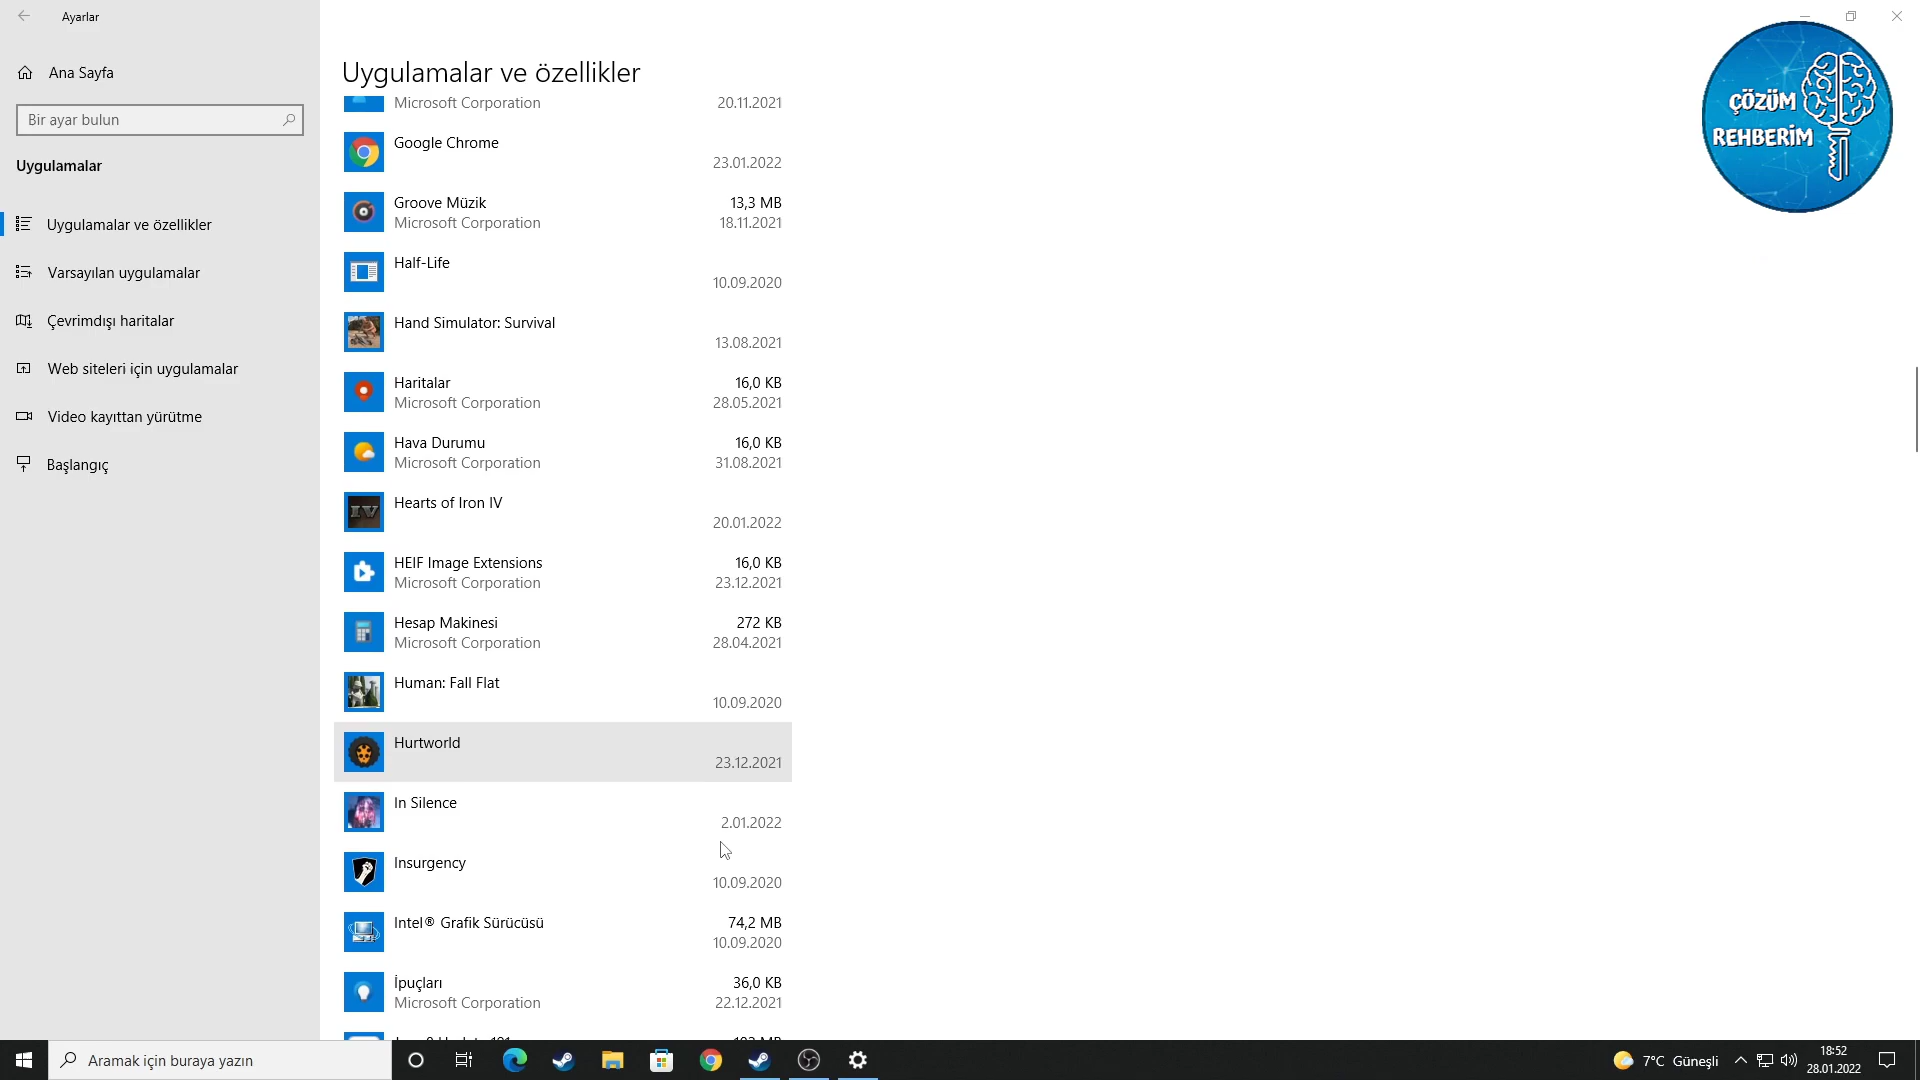 Ayarlar
Ana Sayfa
Bir ayar bulun
Uygulamalar
Uygulamalar ve özellikler
Varsayılan uygulamalar
Çevrimdışı haritalar
Web siteleri için uygulamalar
Video kayıttan yürütme
Başlangıç
Uygulamalar ve özellikler
Microsoft Corporation 20.11.2021
Google Chrome
23.01.2022
Groove Müzik 13,3 MB
Microsoft Corporation 18.11.2021
Half-Life
10.09.2020
Hand Simulator: Survival
13.08.2021
Haritalar 16,0 KB
Microsoft Corporation 28.05.2021
Hava Durumu 16,0 KB
Microsoft Corporation 31.08.2021
Hearts of Iron IV
IV
20.01.2022
HEIF Image Extensions 16,0 KB
Microsoft Corporation 23.12.2021
Hesap Makinesi 272 KB
Microsoft Corporation 28.04.2021
Human: Fall Flat
10.09.2020
Hurtworld
23.12.2021
In Silence
2.01.2022
Insurgency
10.09.2020
Intel® Grafik Sürücüsü 74,2 MB
10.09.2020
İpuçları 36,0 KB
Microsoft Corporation 22.12.2021
ÇÖZÜM
REHBERİM
Aramak için buraya yazın
7°C Güneşli
18:52
28.01.2022